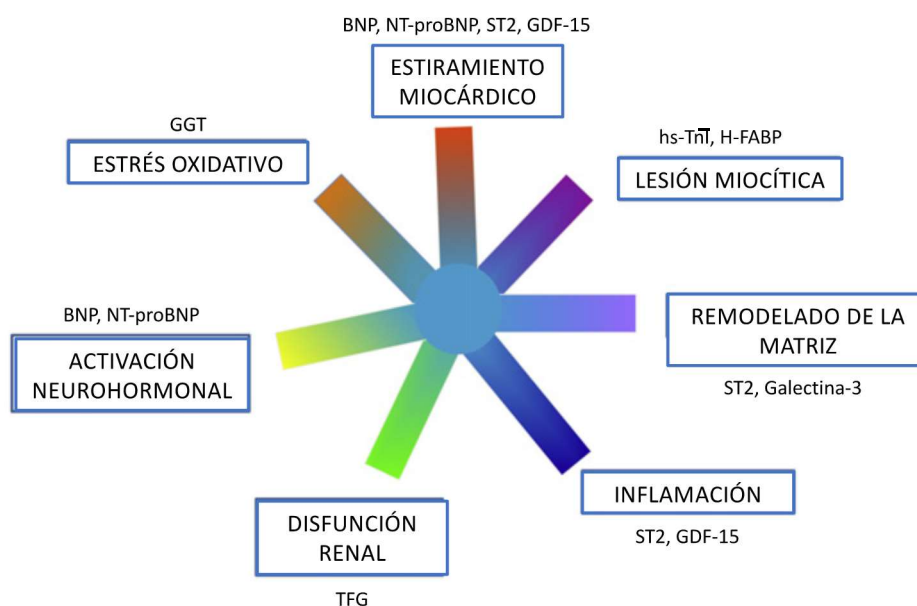 BNP, NT-proBNP, ST2, GDF-15
ESTIRAMIENTO
MIOCÁRDICO
GGT
ESTRÉS OXIDATIVO
hs-TnT, H-FABP
LESIÓN MIOCÍTICA
BNP, NT-proBNP
ACTIVACIÓN
NEUROHORMONAL
REMODELADO DE LA
MATRIZ
ST2, Galectina-3
DISFUNCIÓN
RENAL
TFG
INFLAMACIÓN
ST2, GDF-15